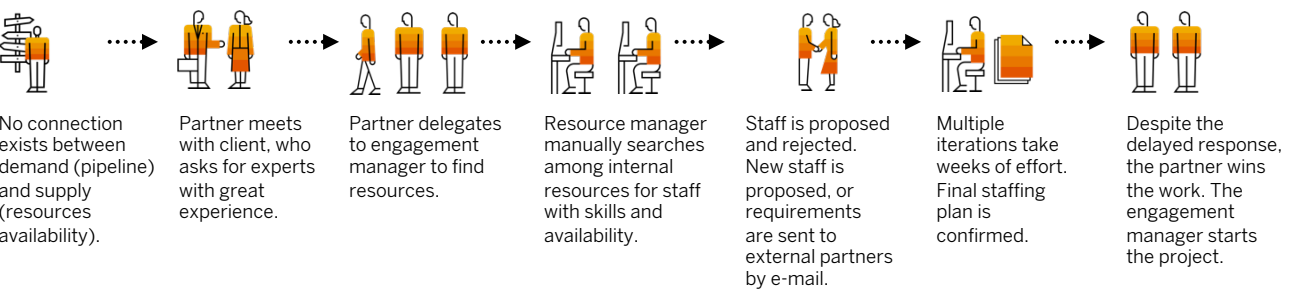 No connection
exists between
demand (pipeline)
and supply
(resources
availability).
Partner meets
with client, who
asks for experts
with great
experience.
Partner delegates
to engagement
manager to find
resources.
Resource manager
manually searches
among internal
resources for staff
with skills and
availability.
Staff is proposed
and rejected.
New staff is
proposed, or
requirements
are sent to
external partners
by e-mail.
Multiple
iterations take
weeks of effort.
Final staffing
plan is
confirmed.
Despite the
delayed response,
the partner wins
the work. The
engagement
manager starts
the project.